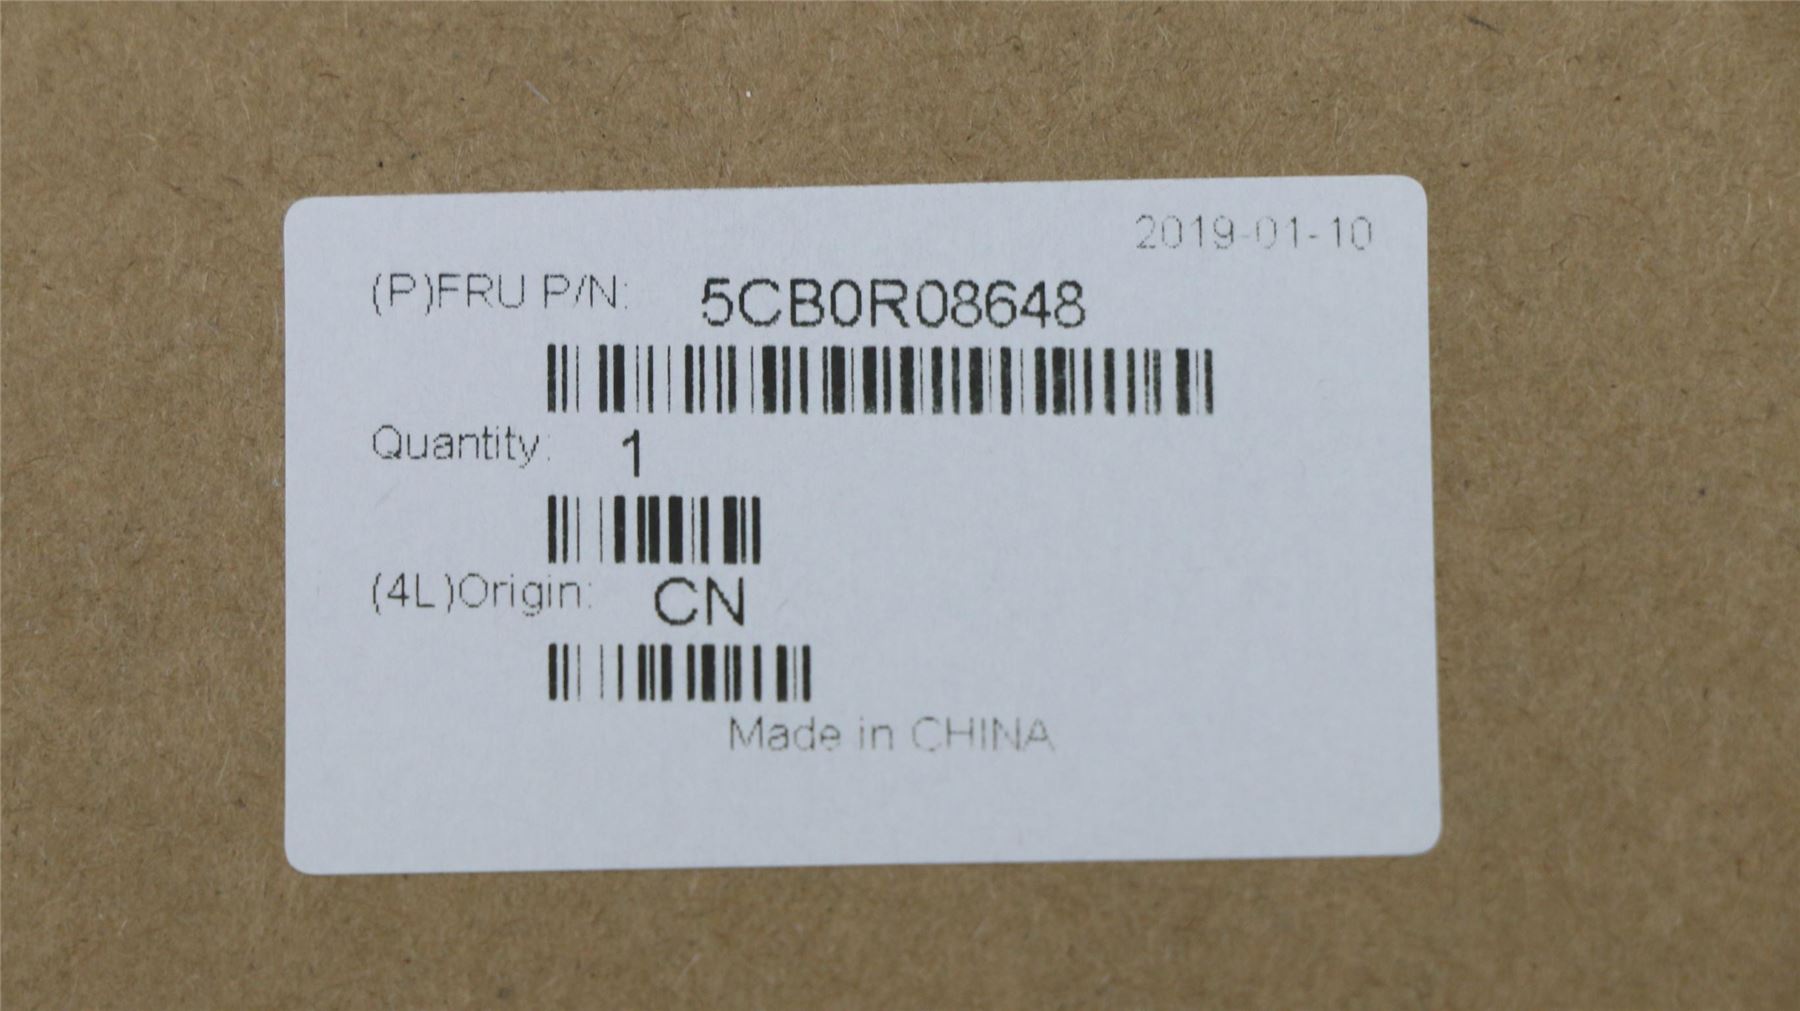 2019-01-10
(P)FRU P/N: 5CB0R08648
Quantity: 1
(4L)Origin: CN
Made in CHINA